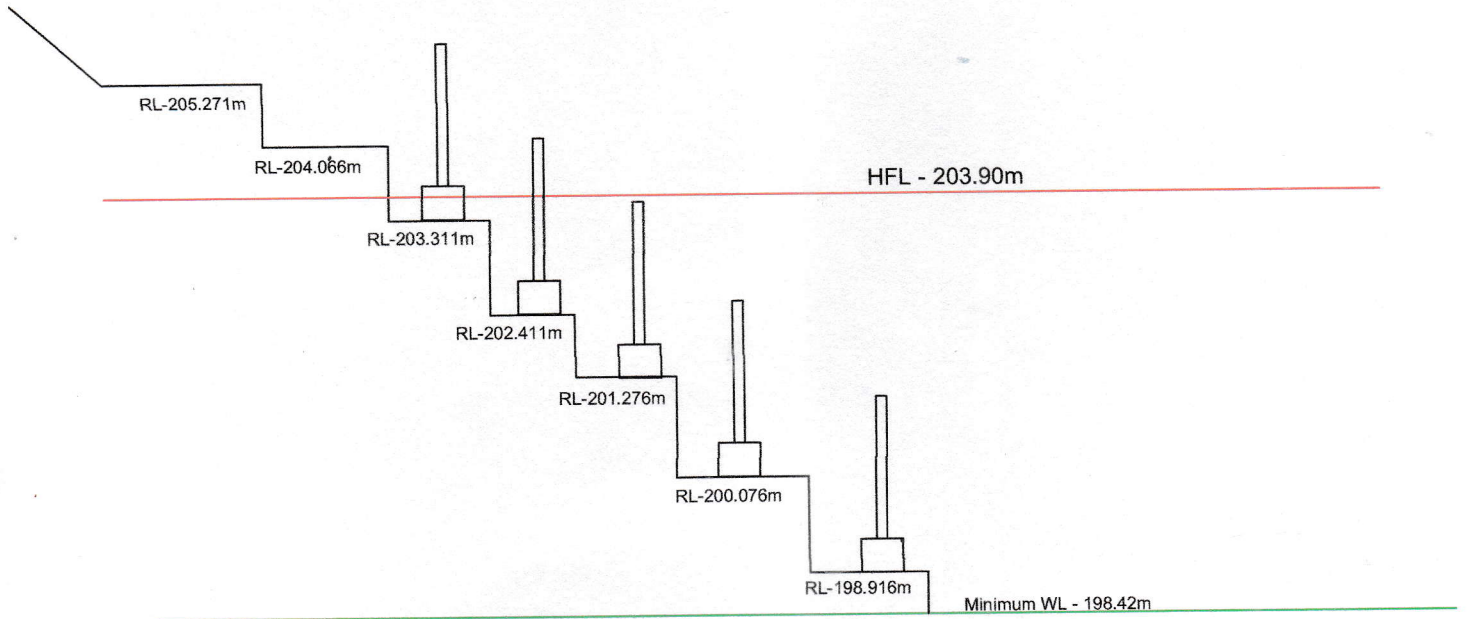 RL-205.271m
RL-204.066m
HFL - 203.90m
RL-203.311m
RL-202.411m
RL-201.276m
RL-200.076m
RL-198.916m
Minimum WL - 198.42m